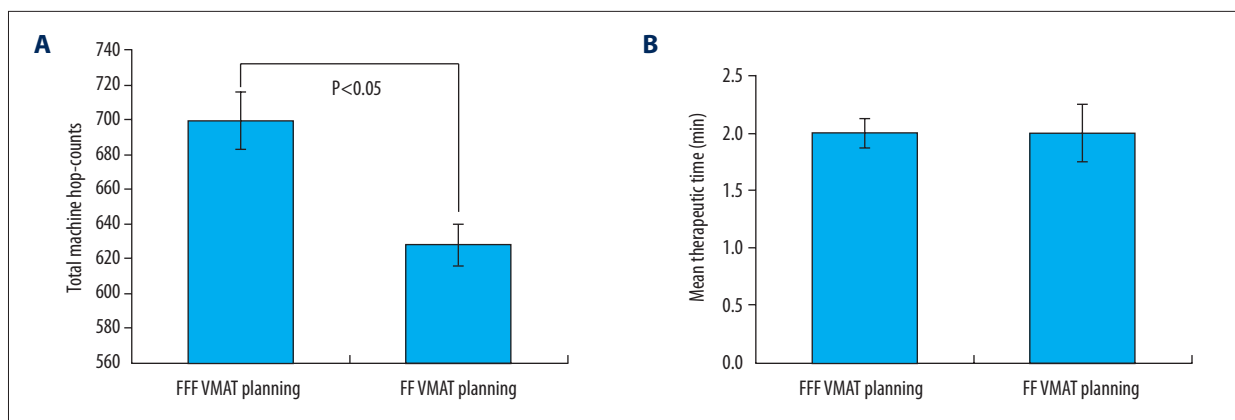 A
Total machine hop-counts
740
720
700
680
660
640
620
600
580
560
P<0.05
FFF VMAT planning
FF VMAT planning
B
Mean therapeutic time (min)
2.5
2.0
1.5
1.0
0.5
0.0
FFF VMAT planning
FF VMAT planning